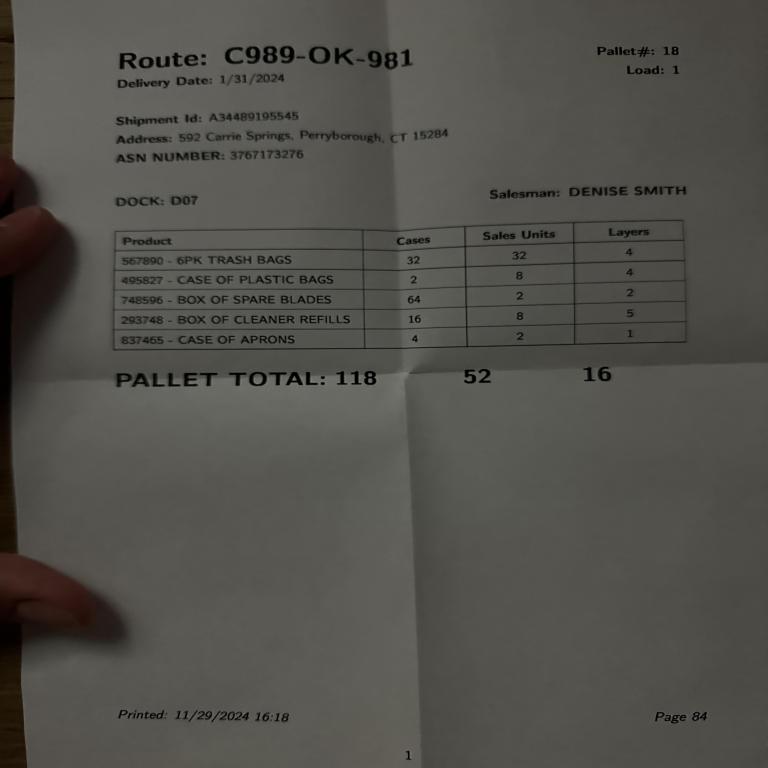 Route: C989-OK-981
Pallet#: 18
Delivery Date: 1/31/2024
Load: 1
Shipment Id: A34489195545
Address: 592 Carrie Springs, Perryborough, CT 15284
ASN NUMBER: 3767173276
DOCK: D07
Salesman: DENISE SMITH
Product Cases Sales Units Layers
567890 - 6PK TRASH BAGS 32 32 4
495827 - CASE OF PLASTIC BAGS 2 8 4
748596 - BOX OF SPARE BLADES 64 2 2
293748 - BOX OF CLEANER REFILLS 16 8 5
837465 - CASE OF APRONS 4 2 1
PALLET TOTAL: 118 52 16
Printed: 11/29/2024 16:18
Page 84
1